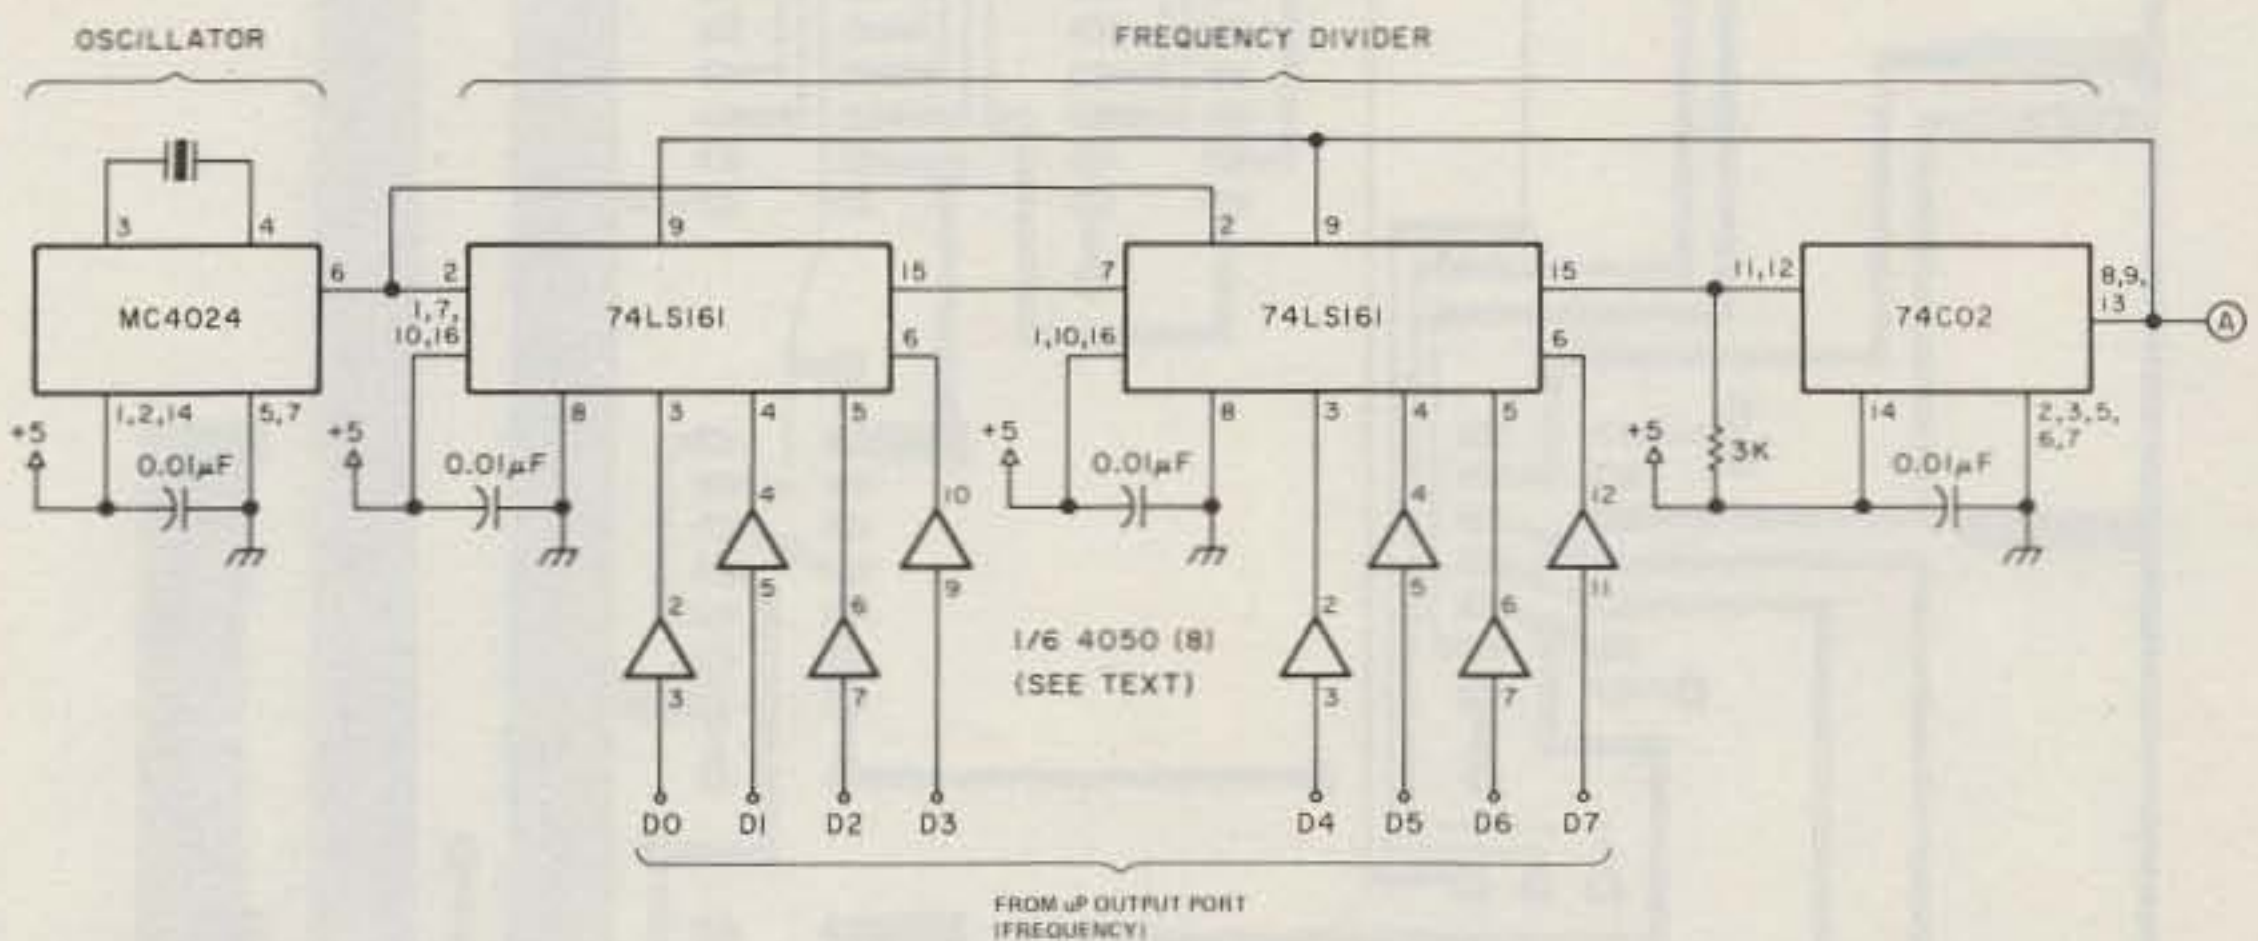 OSCILLATOR
FREQUENCY DIVIDER
3
4
9
2
9
6
2
15
7
15
11,12
8,9,
13
MC4024
1,7,
10,16
74LS161
6
1,10,16
74LS161
6
74C02
A
1,2,14
5,7
8
3
4
5
8
3
4
5
14
2,3,5,
6,7
+5
0.01µF
+5
0.01µF
+5
0.01µF
+5
3K
0.01µF
4
10
4
12
5
9
5
11
2
6
2
6
1/6 4050 (8)
(SEE TEXT)
3
7
3
7
D0
D1
D2
D3
D4
D5
D6
D7
FROM uP OUTPUT PORT
(FREQUENCY)